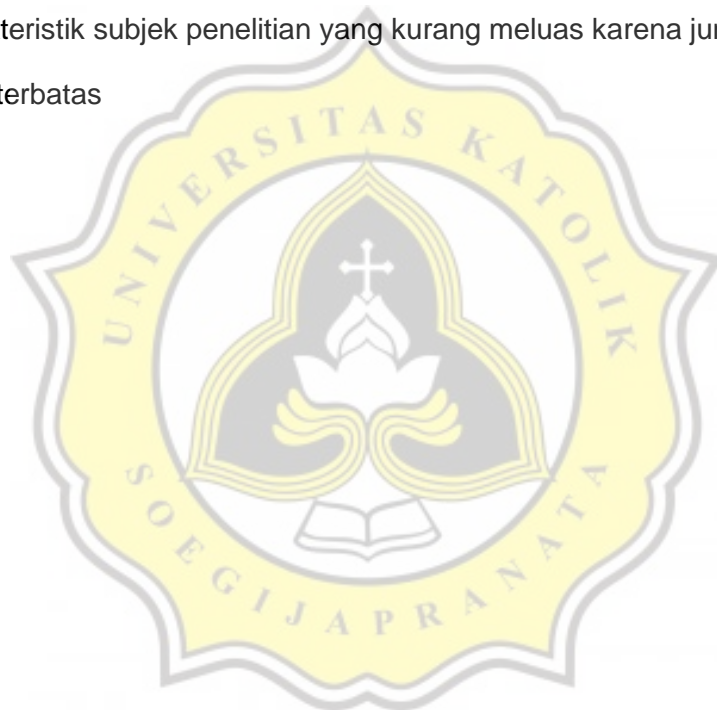 teristik subjek penelitian yang kurang meluas karena jur
terbatas
UNIVERSITAS KATOLIK
SOEGIJAPRANATA